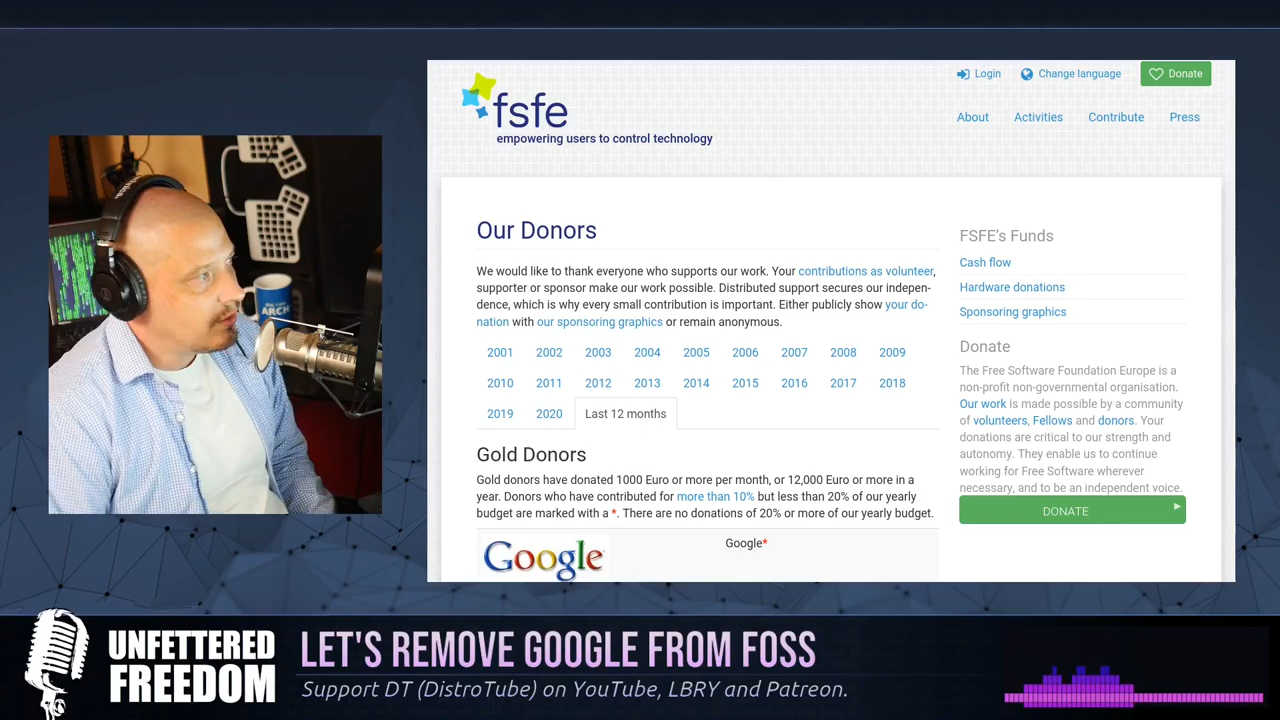 Login
Change language
Donate
fsfe
empowering users to control technology
About
Activities
Contribute
Press
Our Donors
We would like to thank everyone who supports our work. Your contributions as volunteer,
supporter or sponsor make our work possible. Distributed support secures our indepen-
dence, which is why every small contribution is important. Either publicly show your do-
nation with our sponsoring graphics or remain anonymous.
2001 2002 2003 2004 2005 2006 2007 2008 2009
2010 2011 2012 2013 2014 2015 2016 2017 2018
2019 2020 Last 12 months
Gold Donors
Gold donors have donated 1000 Euro or more per month, or 12,000 Euro or more in a
year. Donors who have contributed for more than 10% but less than 20% of our yearly
budget are marked with a *. There are no donations of 20% or more of our yearly budget.
Google
Google*
FSFE's Funds
Cash flow
Hardware donations
Sponsoring graphics
Donate
The Free Software Foundation Europe is a
non-profit non-governmental organisation.
Our work is made possible by a community
of volunteers, Fellows and donors. Your
donations are critical to our strength and
autonomy. They enable us to continue
working for Free Software wherever
necessary, and to be an independent voice.
DONATE
ARCH
UNFETTERED
FREEDOM
LET'S REMOVE GOOGLE FROM FOSS
Support DT (DistroTube) on YouTube, LBRY and Patreon.